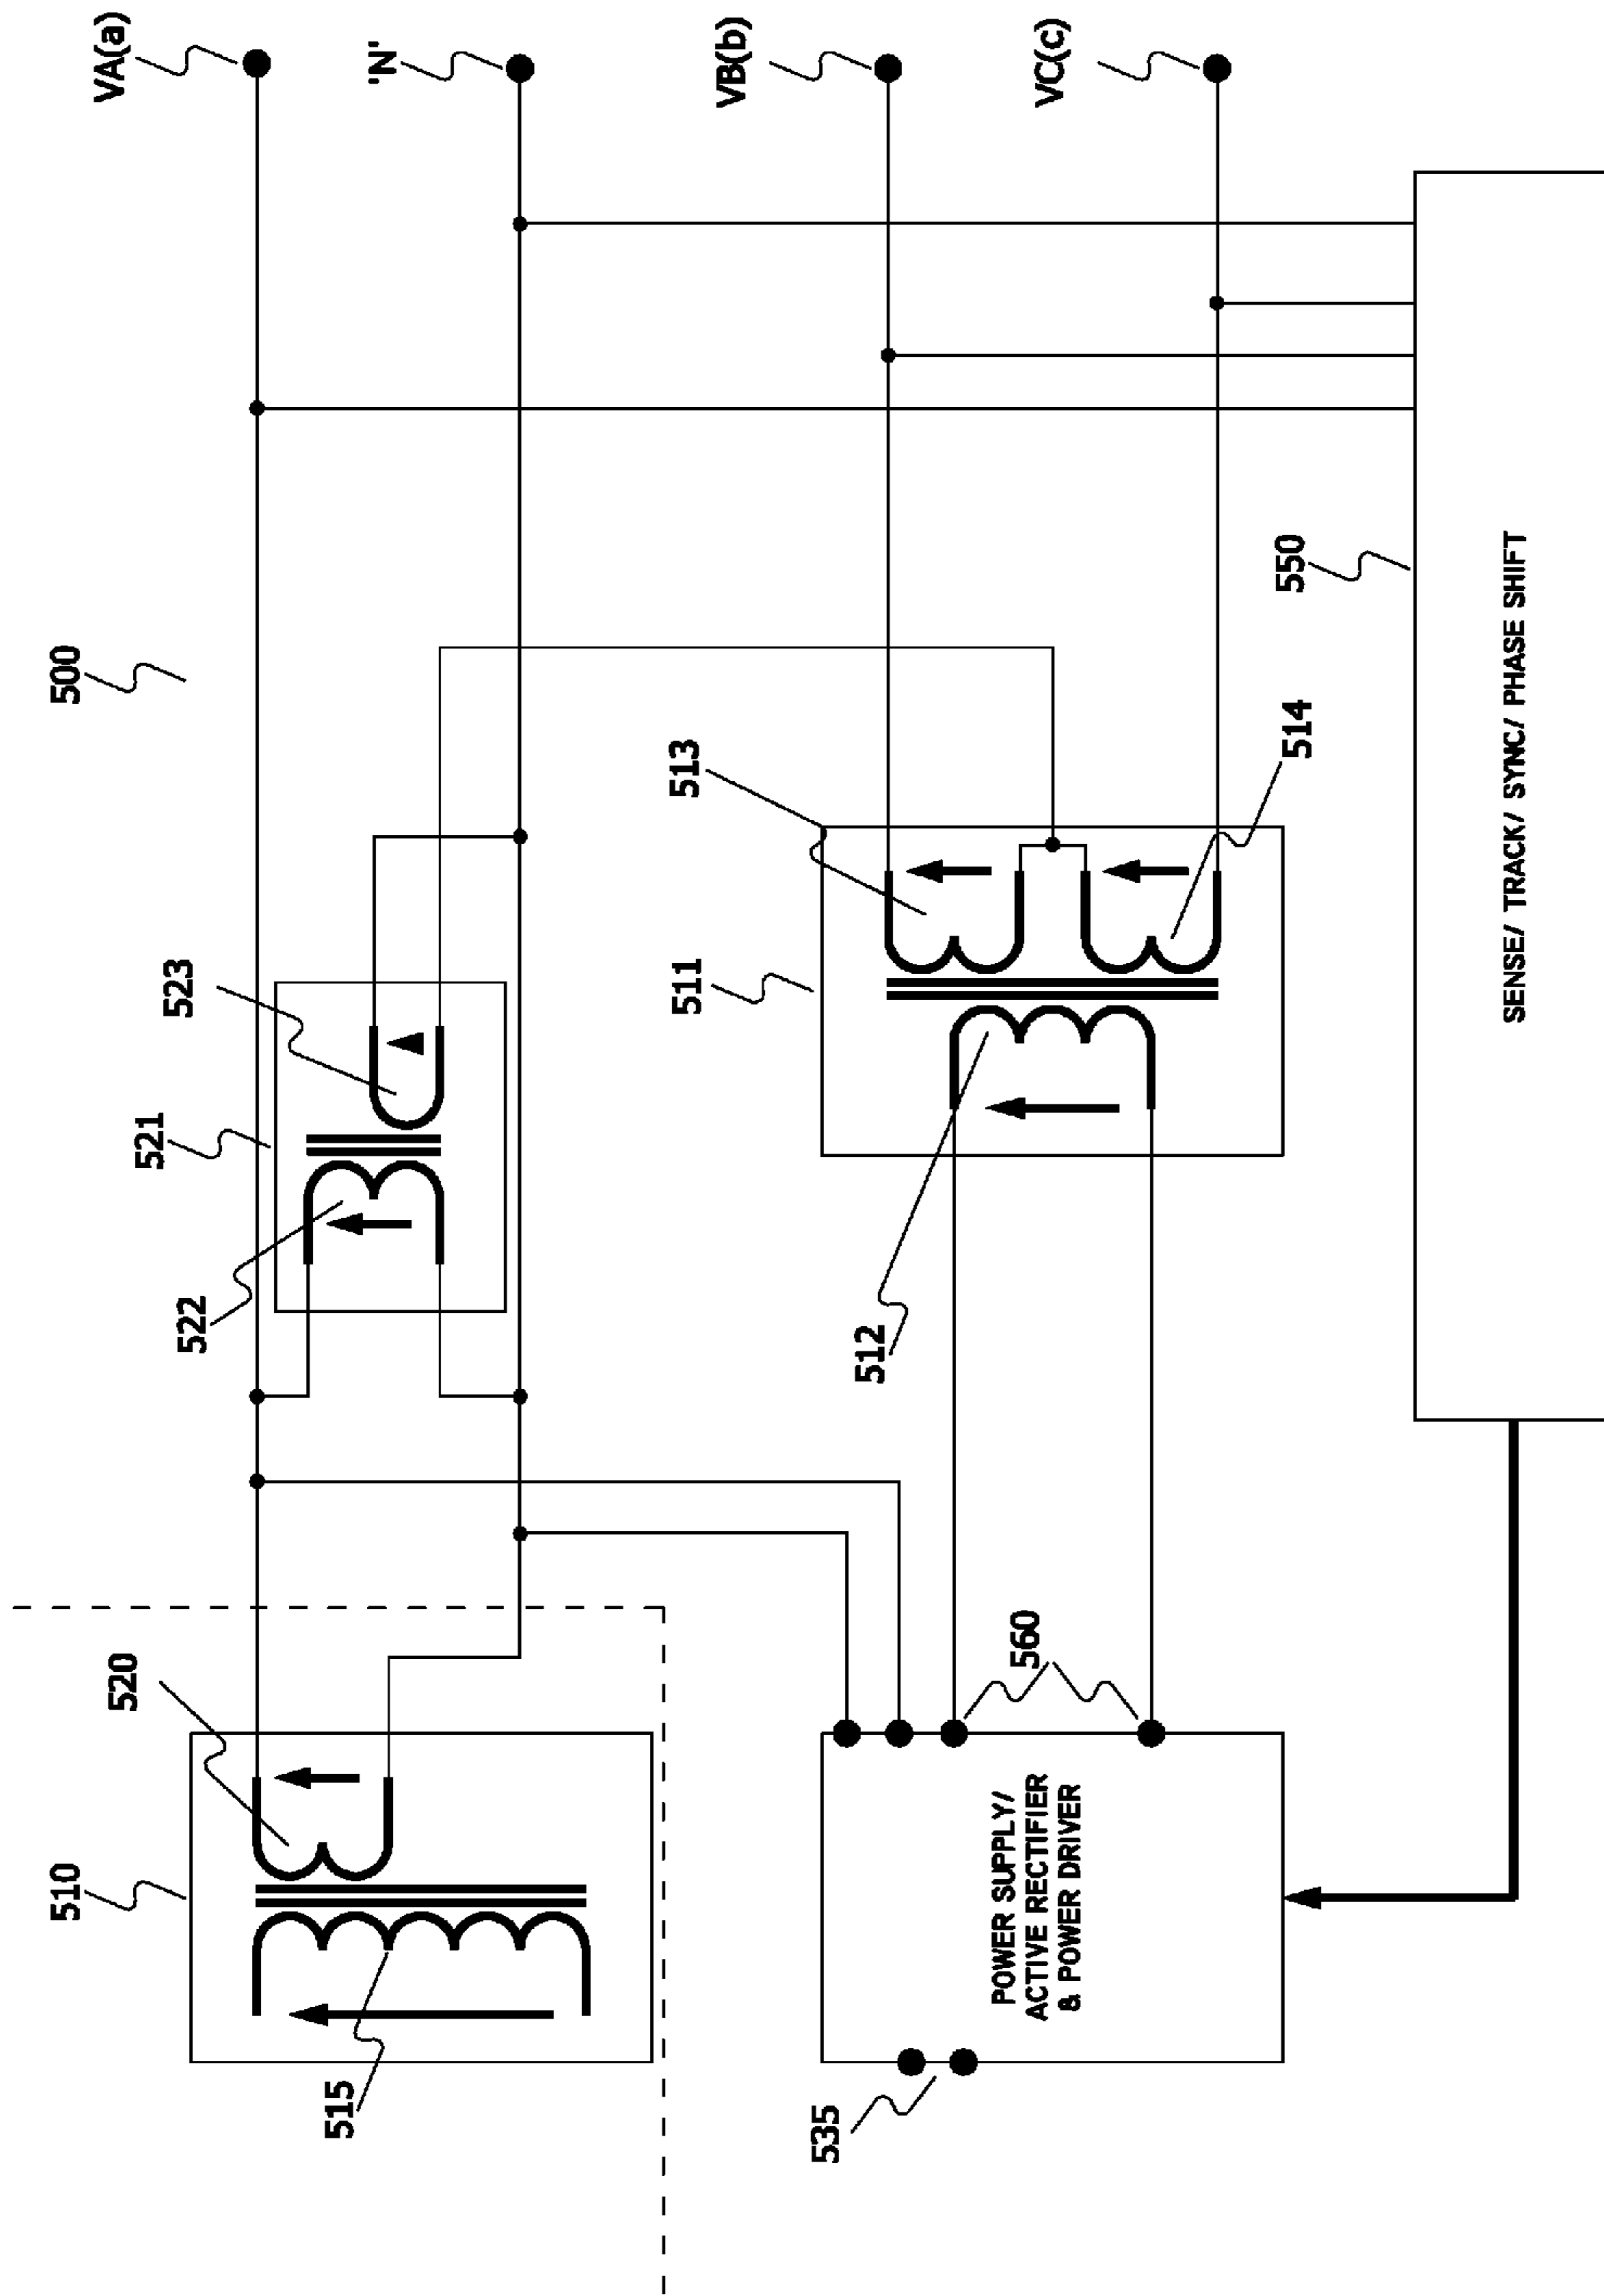 500
VA(a)
'N'
VB(b)
VC(c)
510
520
515
521
522
523
511
512
513
514
535
560
550
POWER SUPPLY/
ACTIVE RECTIFIER
& POWER DRIVER
SENSE/ TRACK/ SYNC/ PHASE SHIFT